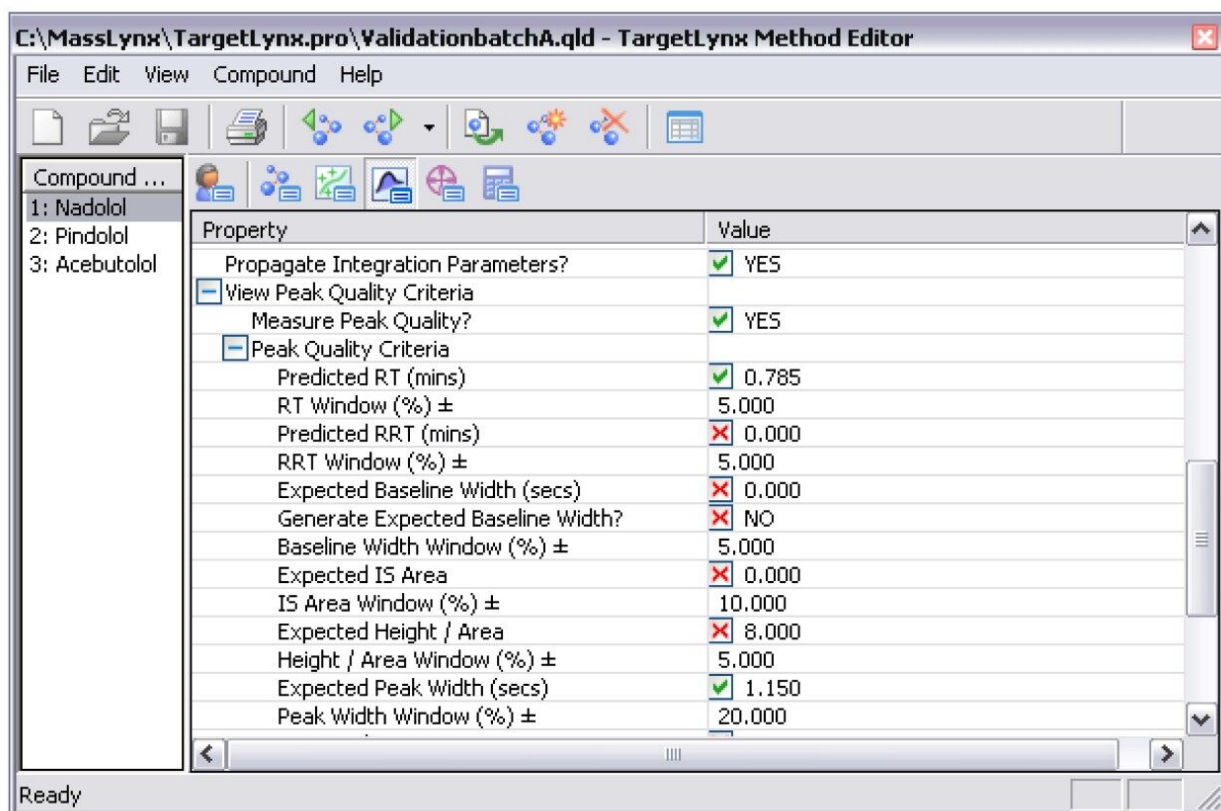 C:\MassLynx\TargetLynx.pro\ValidationbatchA.qld - TargetLynx Method Editor
File Edit View Compound Help
Compound ...
1: Nadolol
2: Pindolol
3: Acebutolol
Property Value
Propagate Integration Parameters? YES
View Peak Quality Criteria
Measure Peak Quality? YES
Peak Quality Criteria
Predicted RT (mins) 0.785
RT Window (%) ± 5.000
Predicted RRT (mins) 0.000
RRT Window (%) ± 5.000
Expected Baseline Width (secs) 0.000
Generate Expected Baseline Width? NO
Baseline Width Window (%) ± 5.000
Expected IS Area 0.000
IS Area Window (%) ± 10.000
Expected Height / Area 8.000
Height / Area Window (%) ± 5.000
Expected Peak Width (secs) 1.150
Peak Width Window (%) ± 20.000
Ready